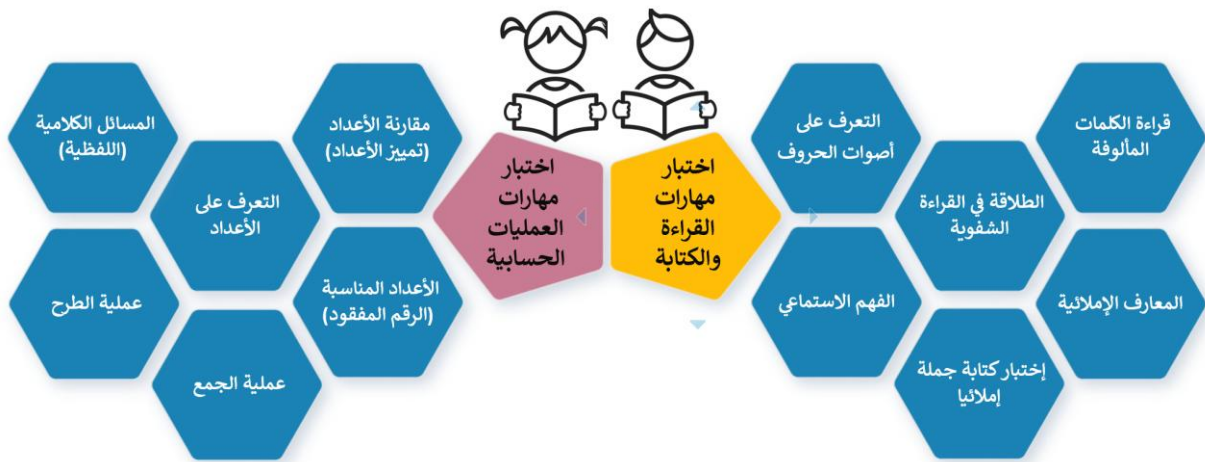 اختبار
مهارات
القراءة
والكتابة
التعرف على
أصوات الحروف
قراءة الكلمات
المألوفة
الطلاقة في القراءة
الشفوية
الفهم الاستماعي
المعارف الإملائية
إختبار كتابة جملة
إملائيا
اختبار
مهارات
العمليات
الحسابية
مقارنة الأعداد
(تمييز الأعداد)
المسائل الكلامية
(اللفظية)
التعرف على
الأعداد
الأعداد المناسبة
(الرقم المفقود)
عملية الطرح
عملية الجمع